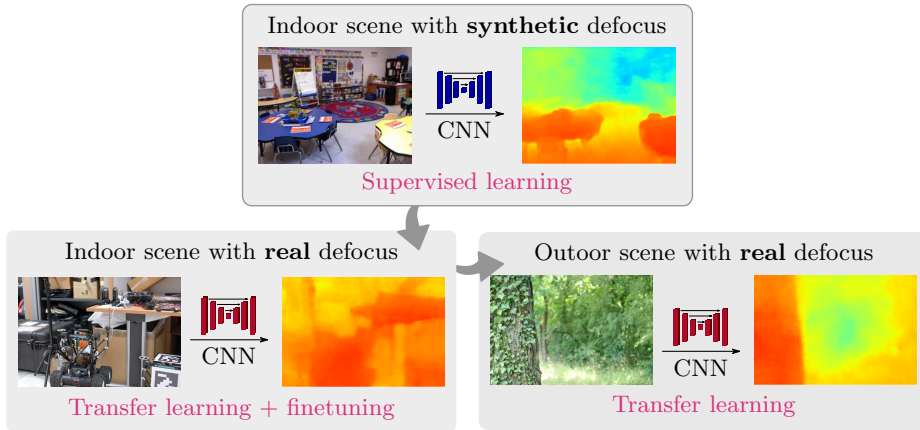 Indoor scene with synthetic defocus
CNN
Supervised learning
Indoor scene with real defocus
CNN
Transfer learning + finetuning
Outoor scene with real defocus
CNN
Transfer learning